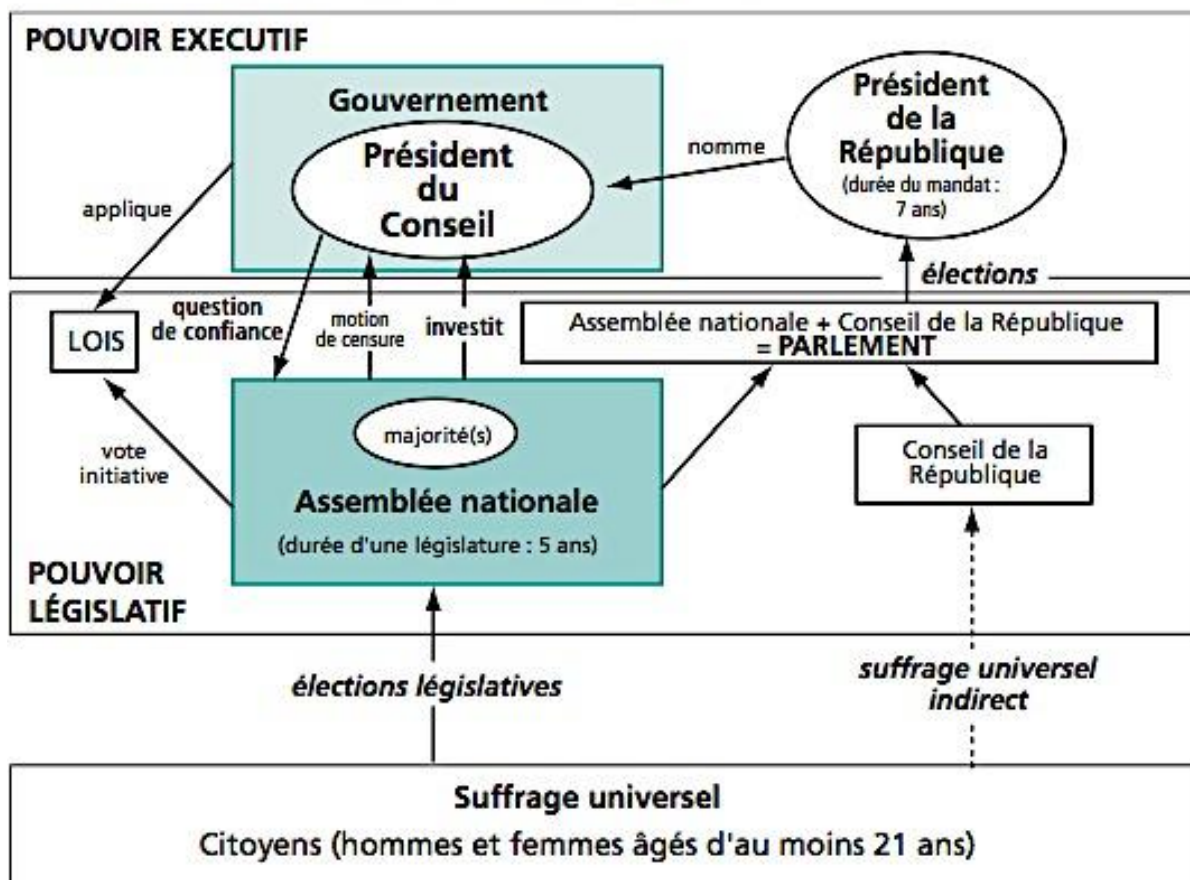 POUVOIR EXECUTIF
Gouvernement
Président
du
Conseil
nomme
Président
de la
République
(durée du mandat :
7 ans)
applique
élections
LOIS
question
de confiance
motion
de censure
investit
Assemblée nationale + Conseil de la République
= PARLEMENT
vote
initiative
majorité(s)
Assemblée nationale
(durée d'une législature : 5 ans)
Conseil de la
République
POUVOIR
LÉGISLATIF
élections législatives
suffrage universel
indirect
Suffrage universel
Citoyens (hommes et femmes âgés d'au moins 21 ans)